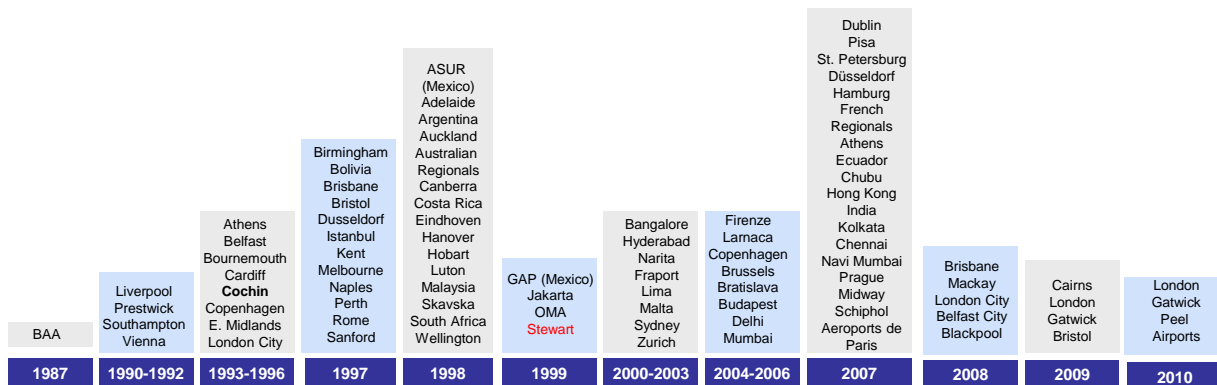 BAA
1987
Liverpool
Prestwick
Southampton
Vienna
1990-1992
Athens
Belfast
Bournemouth
Cardiff
Cochin
Copenhagen
E. Midlands
London City
1993-1996
Birmingham
Bolivia
Brisbane
Bristol
Dusseldorf
Istanbul
Kent
Melbourne
Naples
Perth
Rome
Sanford
1997
ASUR
(Mexico)
Adelaide
Argentina
Auckland
Australian
Regionals
Canberra
Costa Rica
Eindhoven
Hanover
Hobart
Luton
Malaysia
Skavska
South Africa
Wellington
1998
GAP (Mexico)
Jakarta
OMA
Stewart
1999
Bangalore
Hyderabad
Narita
Fraport
Lima
Malta
Sydney
Zurich
2000-2003
Firenze
Larnaca
Copenhagen
Brussels
Bratislava
Budapest
Delhi
Mumbai
2004-2006
Dublin
Pisa
St. Petersburg
Düsseldorf
Hamburg
French
Regionals
Athens
Ecuador
Chubu
Hong Kong
India
Kolkata
Chennai
Navi Mumbai
Prague
Midway
Schiphol
Aeroports de
Paris
2007
Brisbane
Mackay
London City
Belfast City
Blackpool
2008
Cairns
London
Gatwick
Bristol
2009
London
Gatwick
Peel
Airports
2010